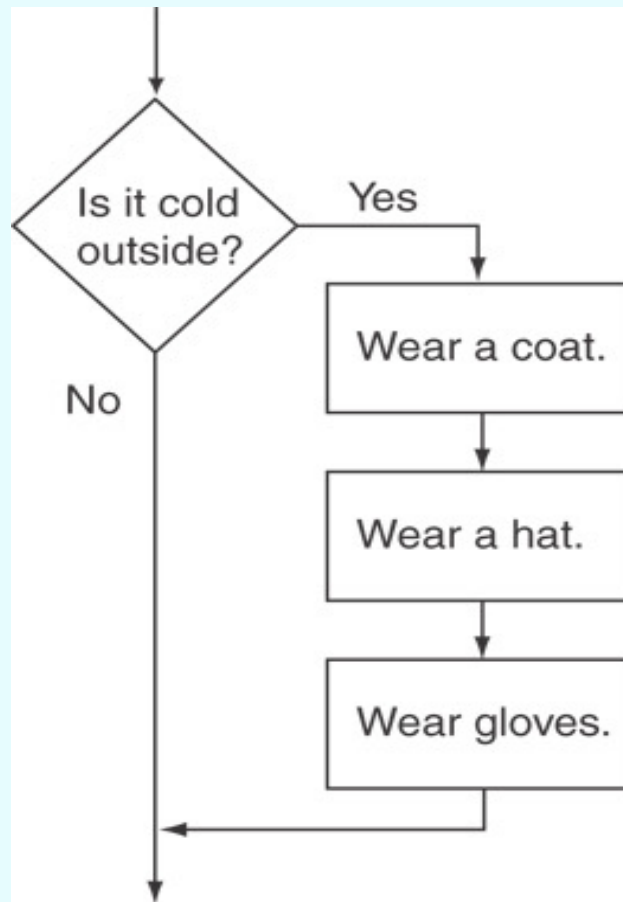 Is it cold
outside?
Yes
Wear a coat.
No
Wear a hat.
Wear gloves.